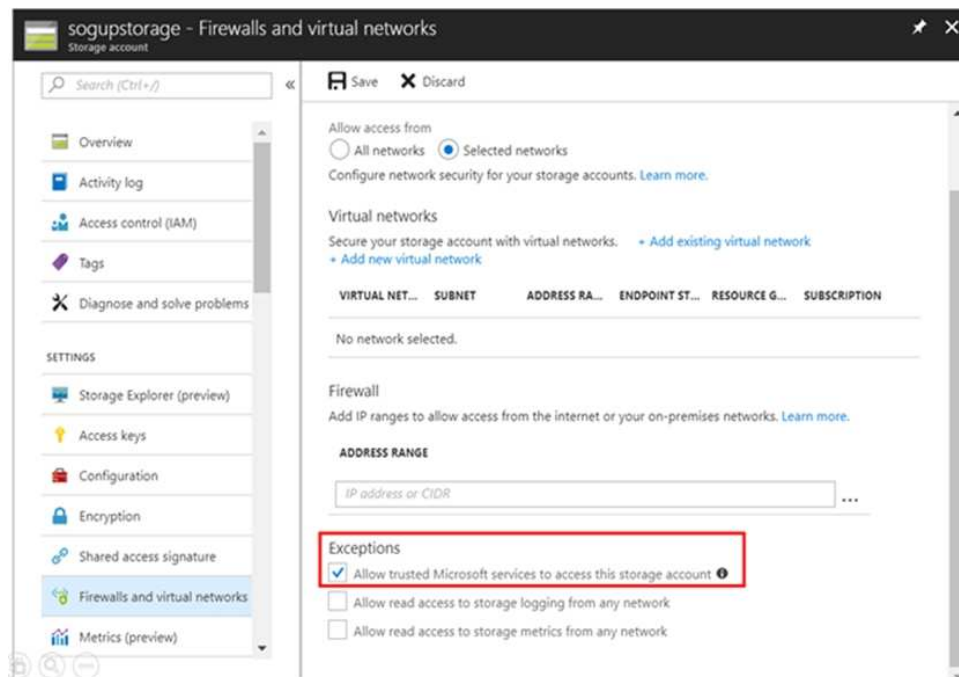 sogupstorage - Firewalls and virtual networks
Storage account
Search (Ctrl+/)
«
Overview
Activity log
Access control (IAM)
Tags
Diagnose and solve problems
SETTINGS
Storage Explorer (preview)
Access keys
Configuration
Encryption
Shared access signature
Firewalls and virtual networks
Metrics (preview)
Save Discard
Allow access from
All networks Selected networks
Configure network security for your storage accounts. Learn more.
Virtual networks
Secure your storage account with virtual networks. + Add existing virtual network
+ Add new virtual network
VIRTUAL NET... SUBNET ADDRESS RA... ENDPOINT ST... RESOURCE G... SUBSCRIPTION
No network selected.
Firewall
Add IP ranges to allow access from the internet or your on-premises networks. Learn more.
ADDRESS RANGE
IP address or CIDR ...
Exceptions
Allow trusted Microsoft services to access this storage account
Allow read access to storage logging from any network
Allow read access to storage metrics from any network